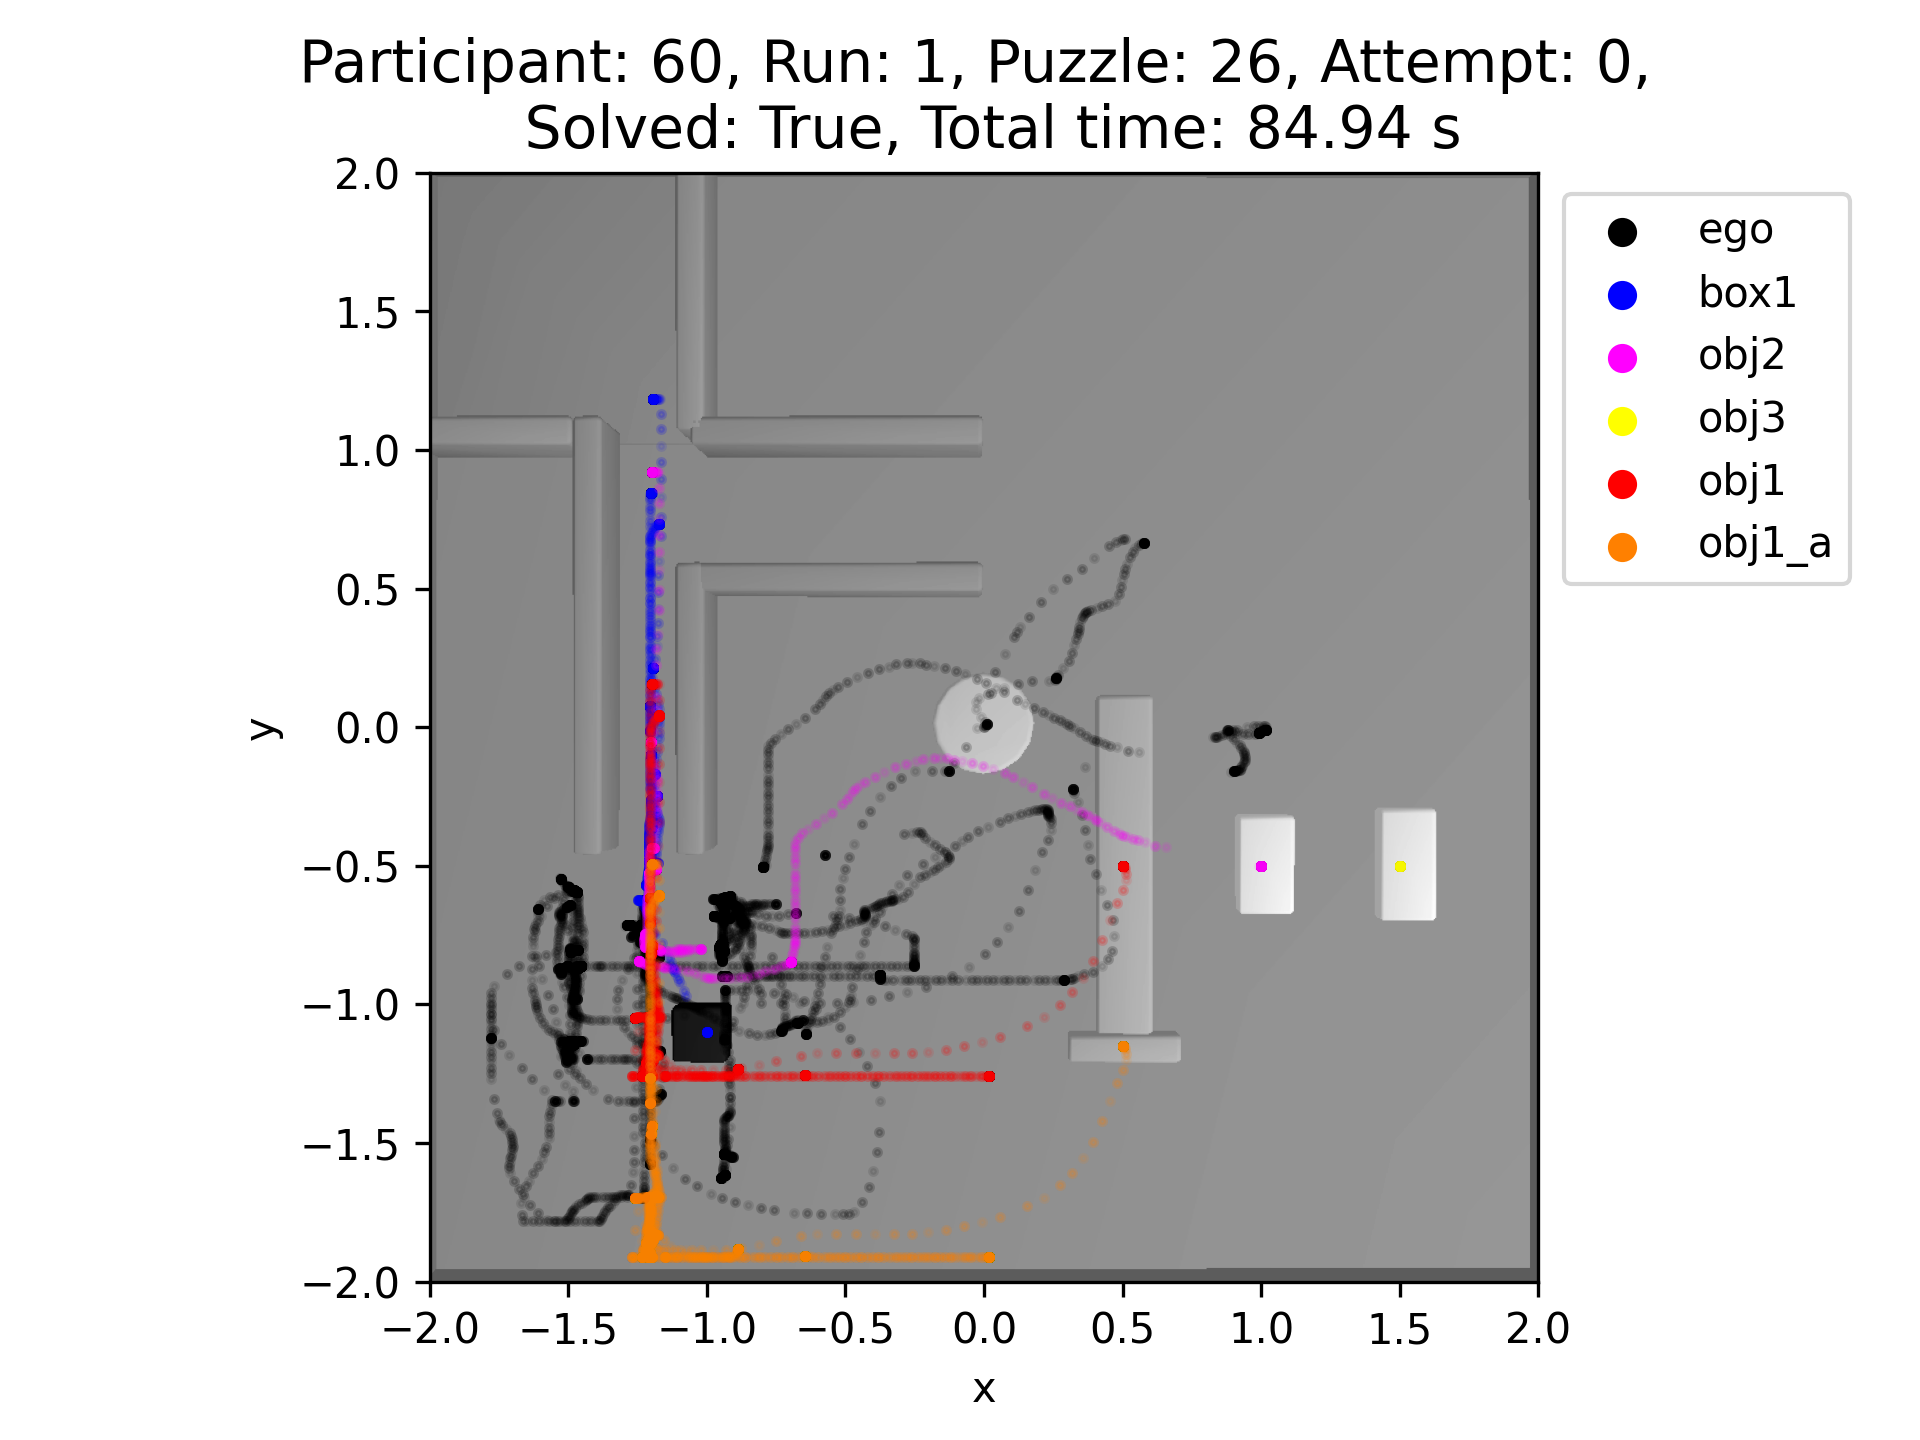 Participant: 60, Run: 1, Puzzle: 26, Attempt: 0,
Solved: True, Total time: 84.94 s
2.0
1.5
1.0
0.5
0.0
−0.5
−1.0
−1.5
−2.0
y
−2.0 −1.5 −1.0 −0.5 0.0 0.5 1.0 1.5 2.0
x
ego
box1
obj2
obj3
obj1
obj1_a